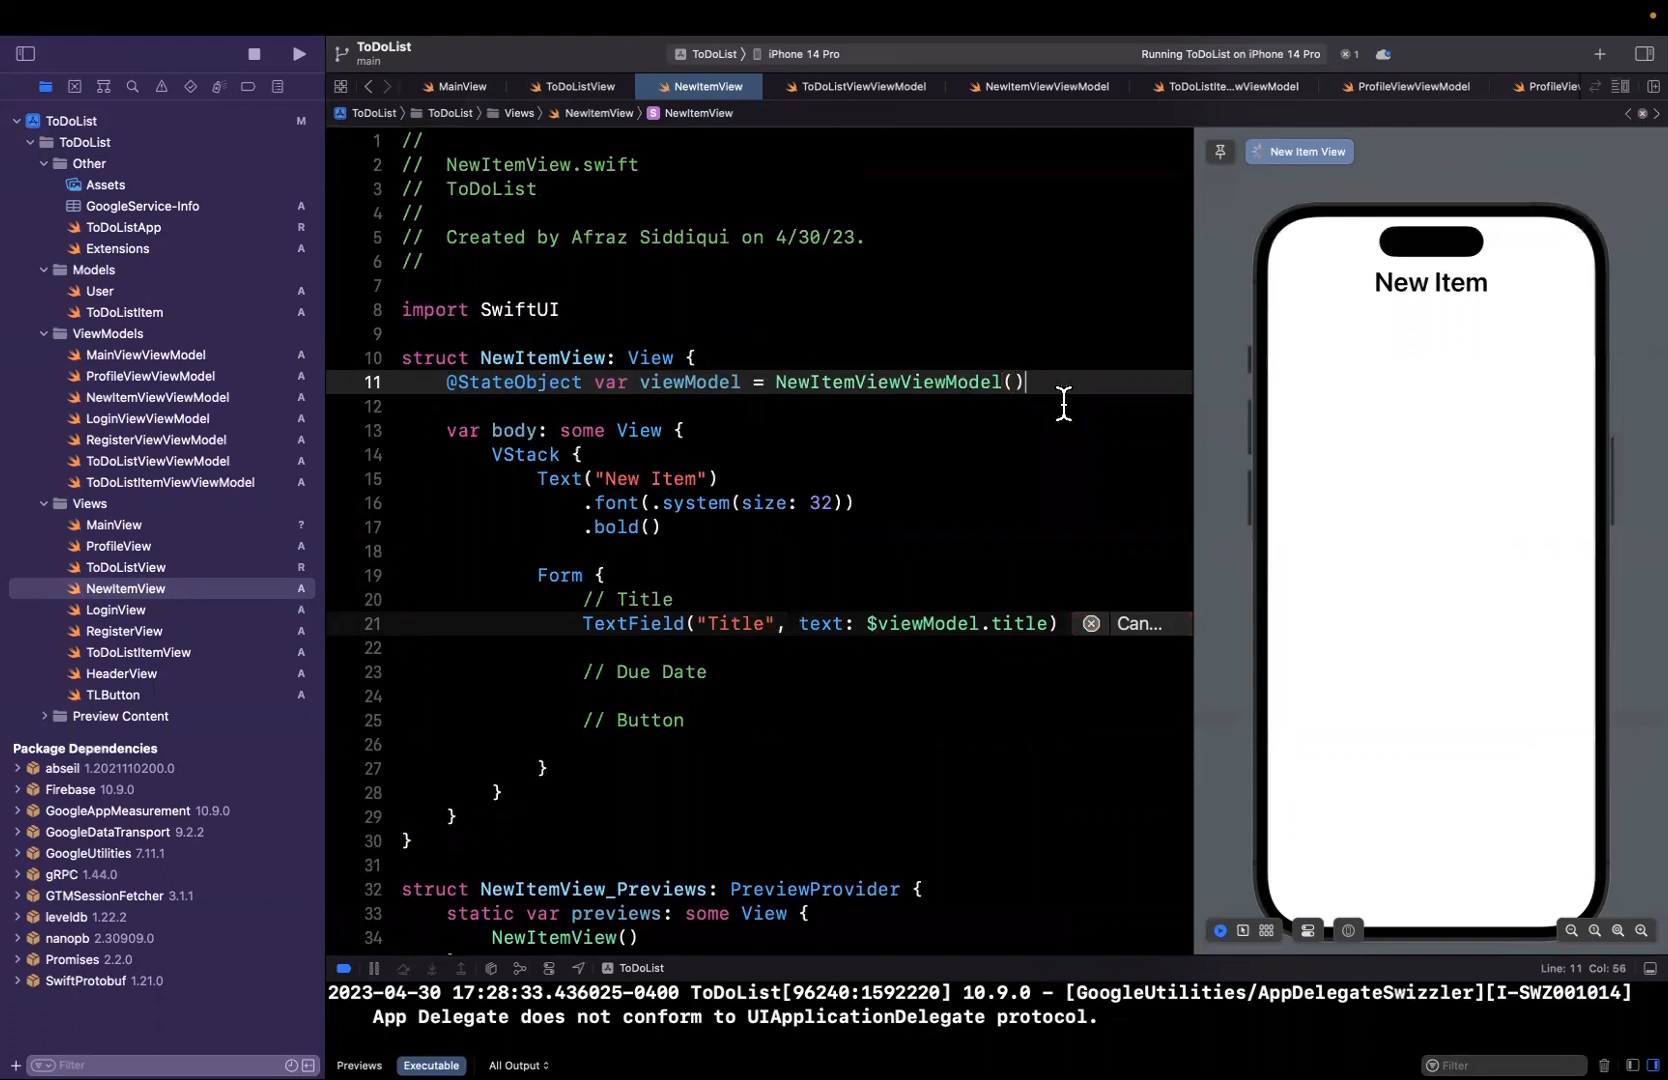 ToDoList
main
ToDoList
iPhone 14 Pro
Running ToDoList on iPhone 14 Pro
1
MainView
ToDoListView
NewItemView
ToDoListViewViewModel
NewItemViewViewModel
ToDoListIte...wViewModel
ProfileViewViewModel
ProfileView
ToDoList
ToDoList
Views
NewItemView
S
NewItemView
ToDoList M
ToDoList
Other
Assets
GoogleService-Info A
ToDoListApp R
Extensions A
Models
User A
ToDoListItem A
ViewModels
MainViewViewModel A
ProfileViewViewModel A
NewItemViewViewModel A
LoginViewViewModel A
RegisterViewViewModel A
ToDoListViewViewModel A
ToDoListItemViewViewModel A
Views
MainView ?
ProfileView A
ToDoListView R
NewItemView A
LoginView A
RegisterView A
ToDoListItemView A
HeaderView A
TLButton A
Preview Content
Package Dependencies
abseil 1.2021110200.0
Firebase 10.9.0
GoogleAppMeasurement 10.9.0
GoogleDataTransport 9.2.2
GoogleUtilities 7.11.1
gRPC 1.44.0
GTMSessionFetcher 3.1.1
leveldb 1.22.2
nanopb 2.30909.0
Promises 2.2.0
SwiftProtobuf 1.21.0
Filter
1 //
2 // NewItemView.swift
3 // ToDoList
4 //
5 // Created by Afraz Siddiqui on 4/30/23.
6 //
7
8 import SwiftUI
9
10 struct NewItemView: View {
11 @StateObject var viewModel = NewItemViewViewModel()
12
13 var body: some View {
14 VStack {
15 Text("New Item")
16 .font(.system(size: 32))
17 .bold()
18
19 Form {
20 // Title
21 TextField("Title", text: $viewModel.title) Can...
22
23 // Due Date
24
25 // Button
26
27 }
28 }
29 }
30 }
31
32 struct NewItemView_Previews: PreviewProvider {
33 static var previews: some View {
34 NewItemView()
New Item View
New Item
ToDoList
Line: 11 Col: 56
2023-04-30 17:28:33.436025-0400 ToDoList[96240:1592220] 10.9.0 - [GoogleUtilities/AppDelegateSwizzler][I-SWZ001014]
App Delegate does not conform to UIApplicationDelegate protocol.
Previews
Executable
All Output
Filter